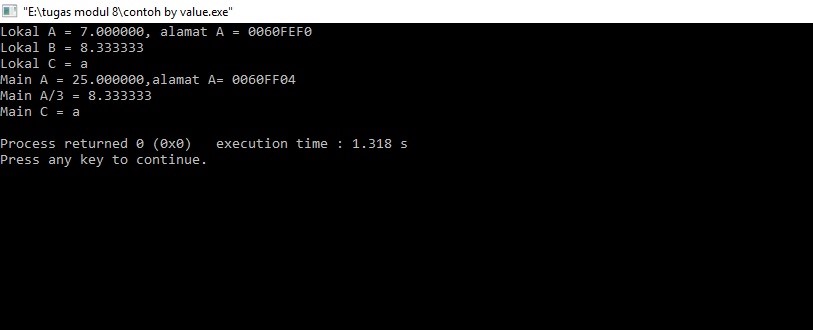 "E:\tugas modul 8\contoh by value.exe"
Lokal A = 7.000000, alamat A = 0060FEF0
Lokal B = 8.333333
Lokal C = a
Main A = 25.000000,alamat A= 0060FF04
Main A/3 = 8.333333
Main C = a
Process returned 0 (0x0)   execution time : 1.318 s
Press any key to continue.